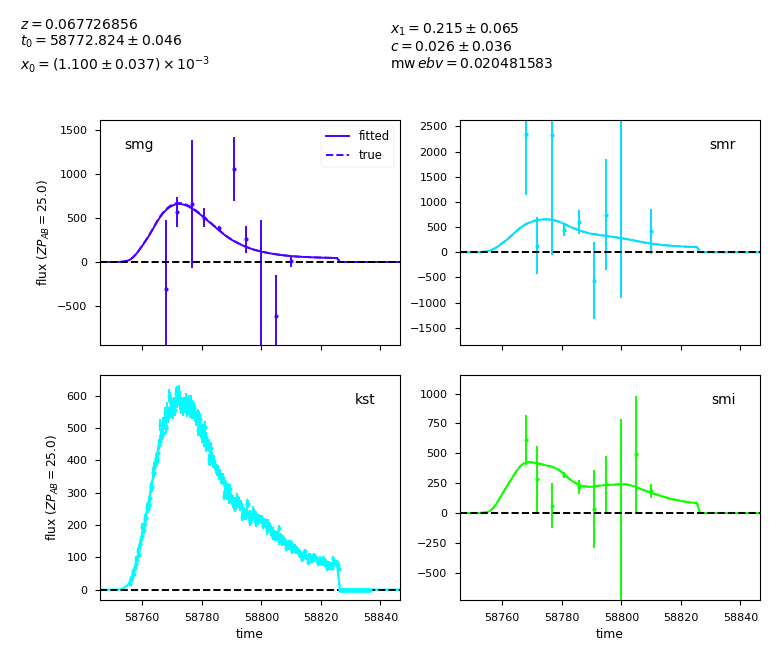 z = 0.067726856
t₀ = 58772.824 ± 0.046
x₀ = (1.100 ± 0.037) × 10⁻³
x₁ = 0.215 ± 0.065
c = 0.026 ± 0.036
mw ebv = 0.020481583
smg
fitted
true
1500
1000
500
0
−500
flux (ZP_AB = 25.0)
smr
2500
2000
1500
1000
500
0
−500
−1000
−1500
kst
600
500
400
300
200
100
0
flux (ZP_AB = 25.0)
58760 58780 58800 58820 58840
time
smi
1000
750
500
250
0
−250
−500
58760 58780 58800 58820 58840
time